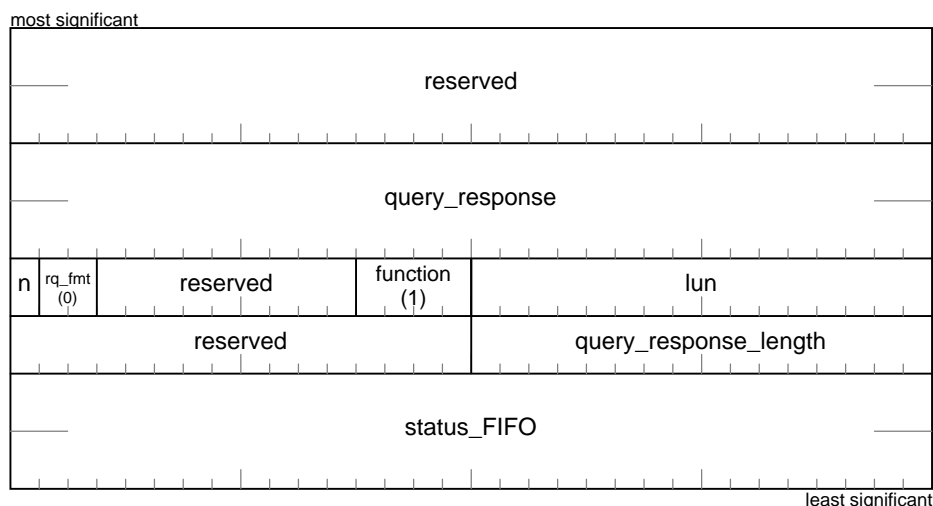 most significant
reserved
query_response
n rq_fmt (0) reserved function (1) lun
reserved query_response_length
status_FIFO
least significant